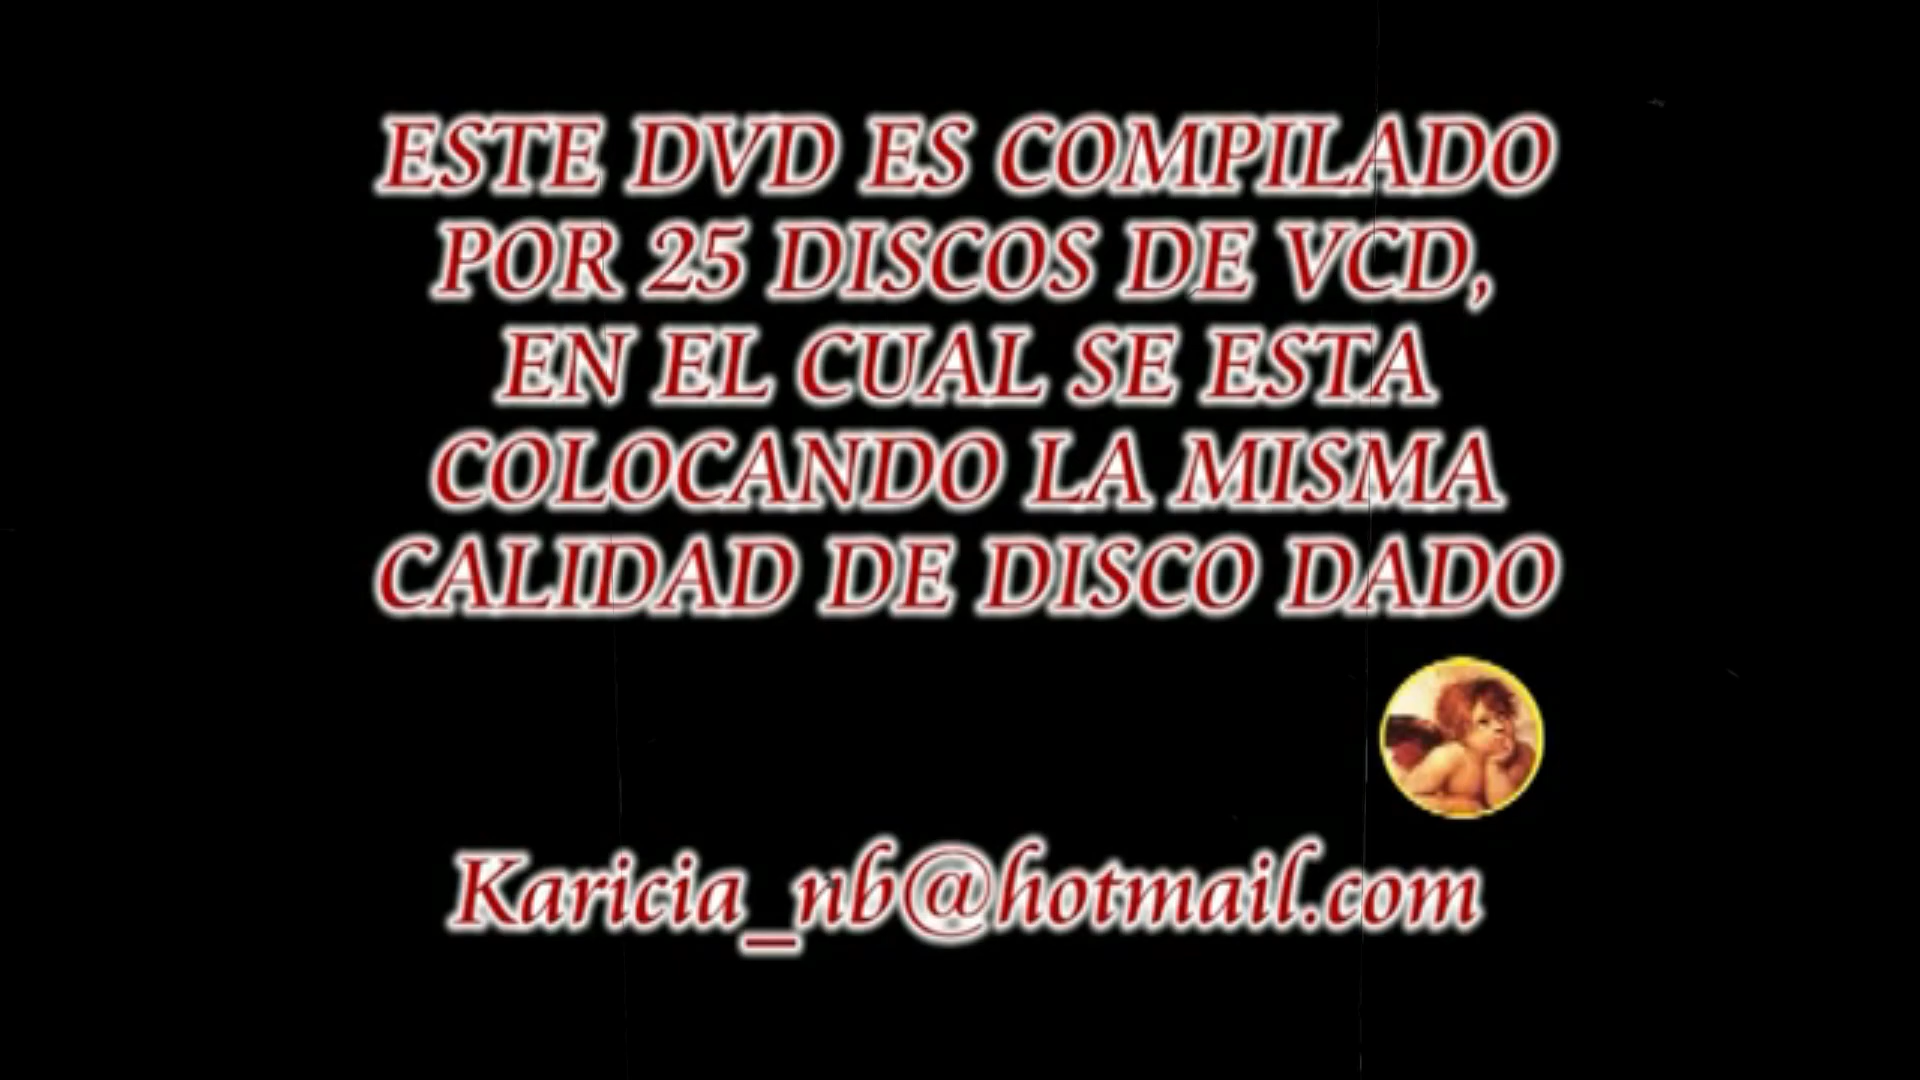 ESTE DVD ES COMPILADO
POR 25 DISCOS DE VCD,
EN EL CUAL SE ESTA
COLOCANDO LA MISMA
CALIDAD DE DISCO DADO
Karicia_nb@hotmail.com